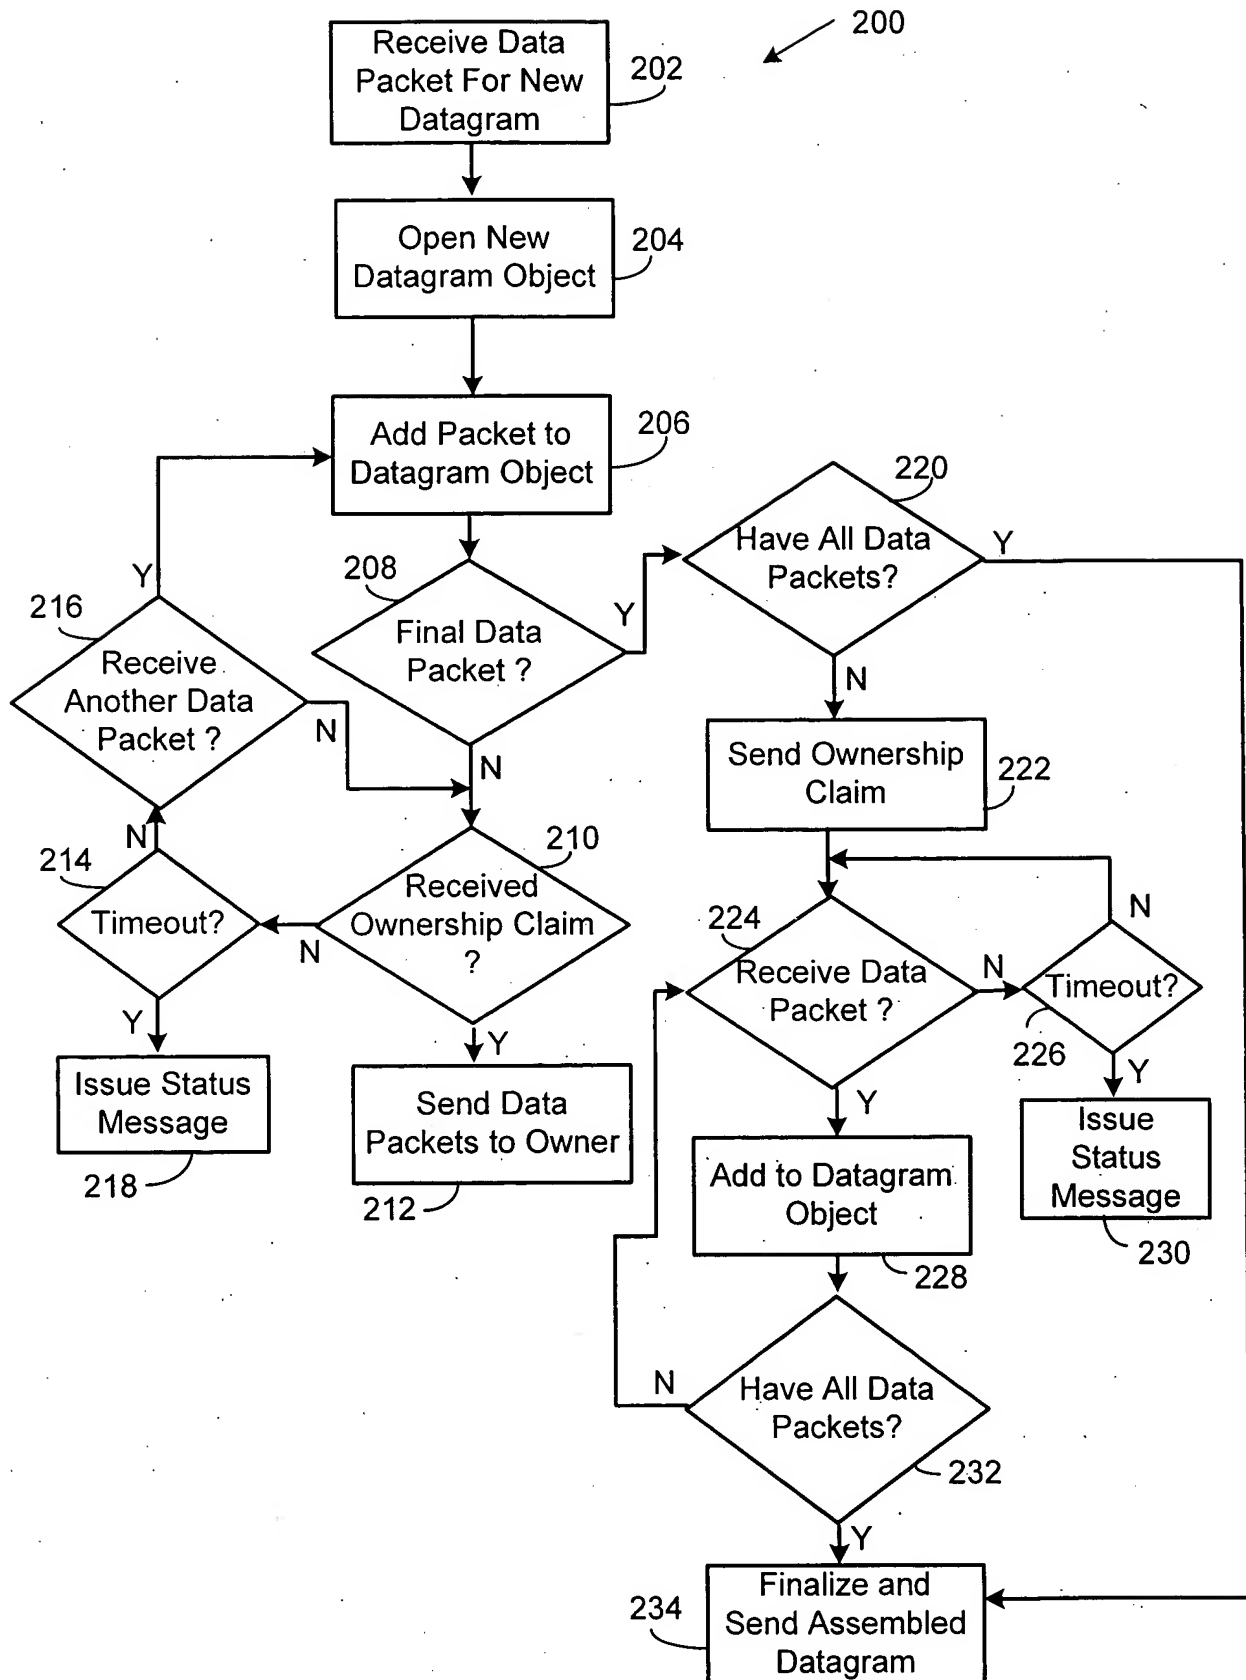 200
Receive Data
Packet For New
Datagram
202
Open New
Datagram Object
204
Add Packet to
Datagram Object
206
220
Have All Data
Packets?
Y
N
208
Final Data
Packet ?
Y
N
Y
216
Receive
Another Data
Packet ?
N
Send Ownership
Claim
222
N
214
Timeout?
N
Y
210
Received
Ownership Claim
?
Y
224
Receive Data
Packet ?
N
Y
N
Timeout?
226
Y
Issue Status
Message
218
Send Data
Packets to Owner
212
Add to Datagram
Object
228
Issue
Status
Message
230
N
Have All Data
Packets?
232
Y
234
Finalize and
Send Assembled
Datagram